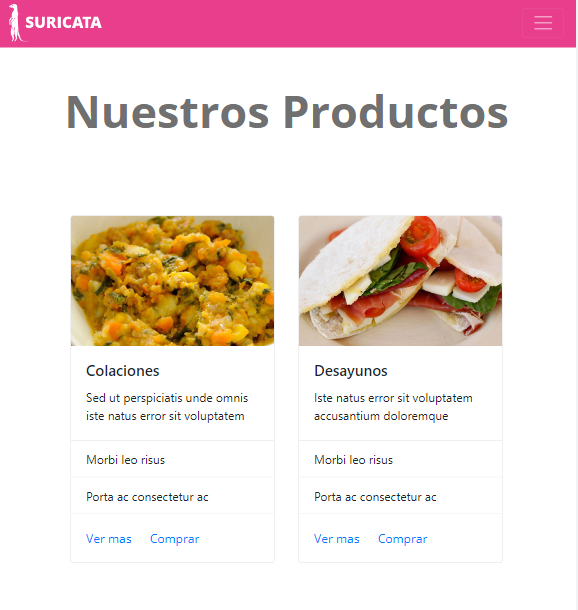 SURICATA
Nuestros Productos
Colaciones
Sed ut perspiciatis unde omnis
iste natus error sit voluptatem
Morbi leo risus
Porta ac consectetur ac
Ver mas Comprar
Desayunos
Iste natus error sit voluptatem
accusantium doloremque
Morbi leo risus
Porta ac consectetur ac
Ver mas Comprar